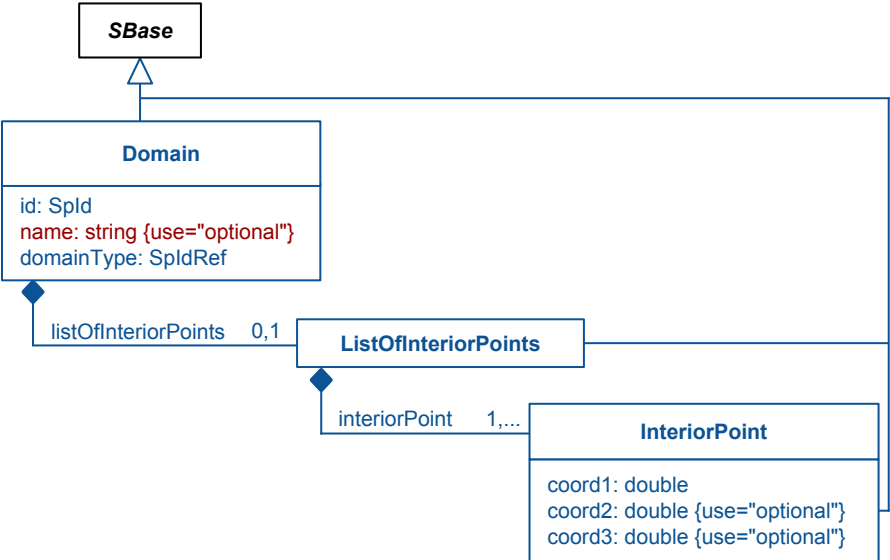 SBase
Domain
id: SpId
name: string {use="optional"}
domainType: SpIdRef
listOfInteriorPoints 0,1
ListOfInteriorPoints
interiorPoint 1,...
InteriorPoint
coord1: double
coord2: double {use="optional"}
coord3: double {use="optional"}